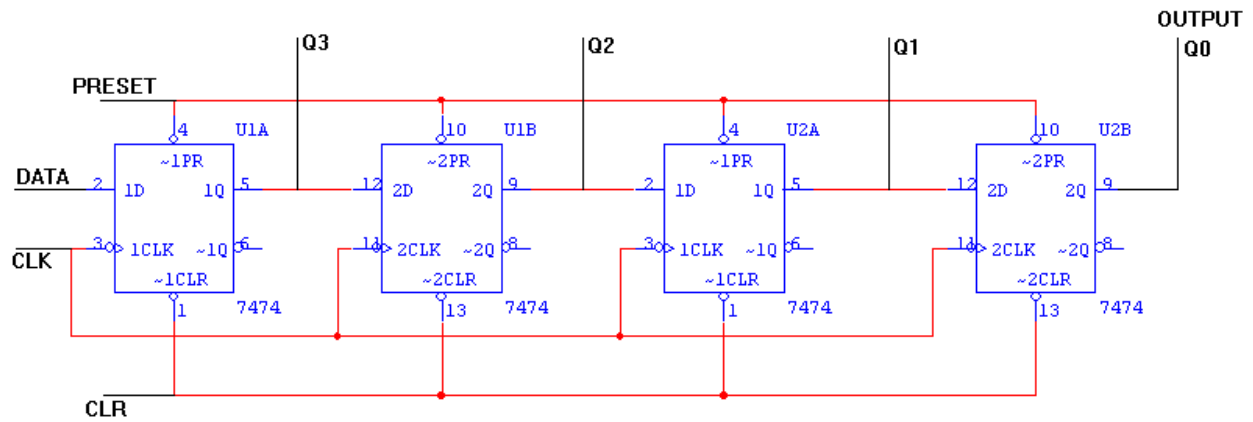 OUTPUT
Q3 Q2 Q1 Q0
PRESET
4 U1A 10 U1B 4 U2A 10 U2B
~1PR ~2PR ~1PR ~2PR
DATA 2 1D 1Q 5 12 2D 2Q 9 2 1D 1Q 5 12 2D 2Q 9
CLK 3 1CLK ~1Q 6 11 2CLK ~2Q 8 3 1CLK ~1Q 6 11 2CLK ~2Q 8
~1CLR ~2CLR ~1CLR ~2CLR
1 7474 13 7474 1 7474 13 7474
CLR